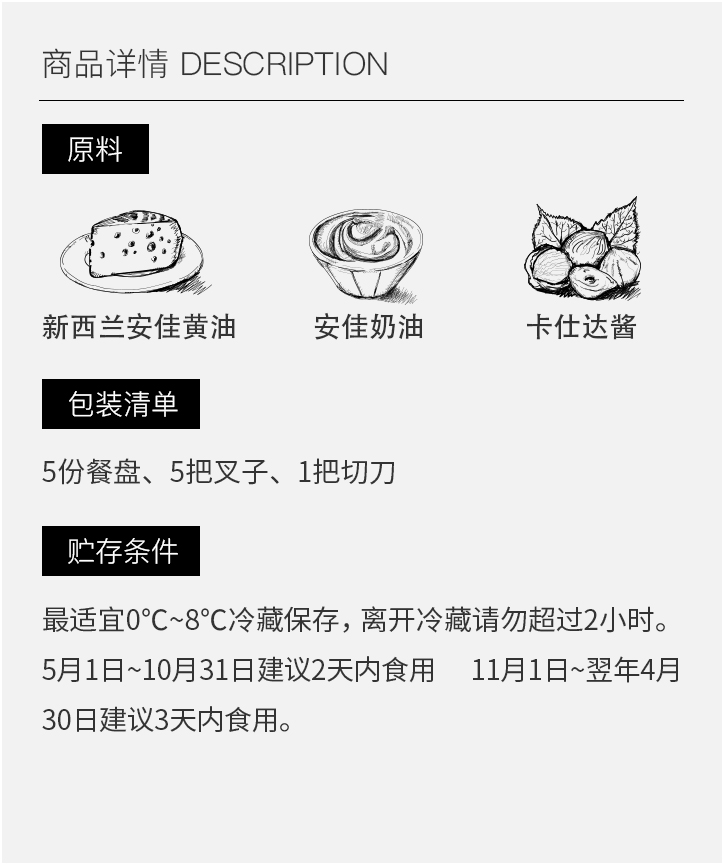 商品详情 DESCRIPTION
原料
新西兰安佳黄油 安佳奶油 卡仕达酱
包装清单
5份餐盘、5把叉子、1把切刀
贮存条件
最适宜0℃~8℃冷藏保存，离开冷藏请勿超过2小时。
5月1日~10月31日建议2天内食用 11月1日~翌年4月
30日建议3天内食用。